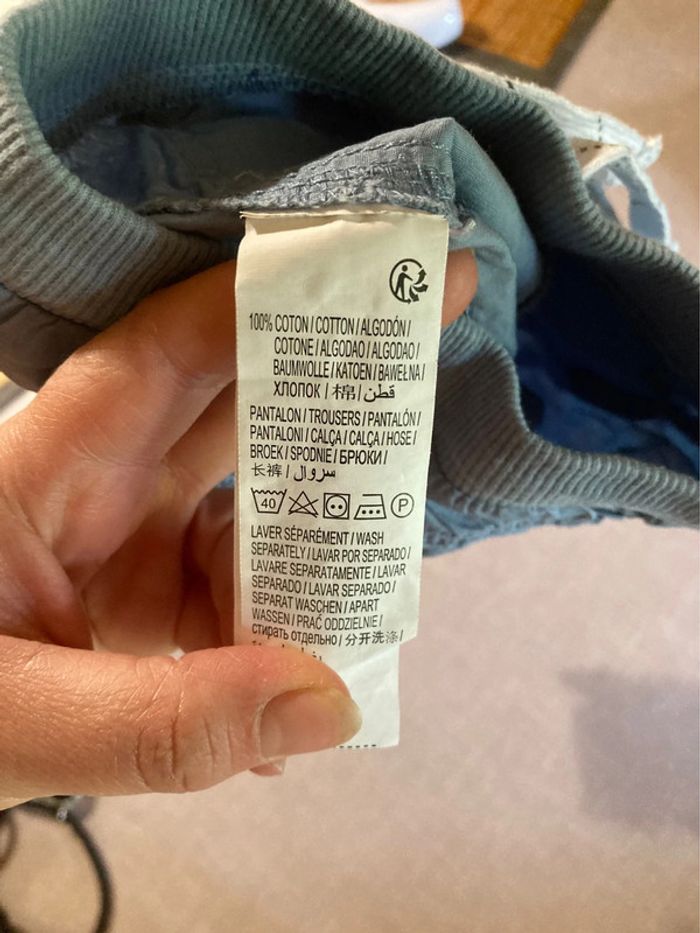 100% COTON / COTTON / ALGODÓN /
COTONE / ALGODAO / ALGODAO /
BAUMWOLLE / KATOEN / BAWEŁNA /
ХЛОПОК / 棉 / قطن
PANTALON / TROUSERS / PANTALÓN /
PANTALONI / CALÇA / CALÇA / HOSE /
BROEK / SPODNIE / БРЮКИ /
长裤 / سروال
40 P
LAVER SÉPARÉMENT / WASH
SEPARATELY / LAVAR POR SEPARADO /
LAVARE SEPARATAMENTE / LAVAR
SEPARADO / LAVAR SEPARADO /
SEPARAT WASCHEN / APART
WASSEN / PRAĆ ODDZIELNIE /
стирать отдельно / 分开洗涤 /